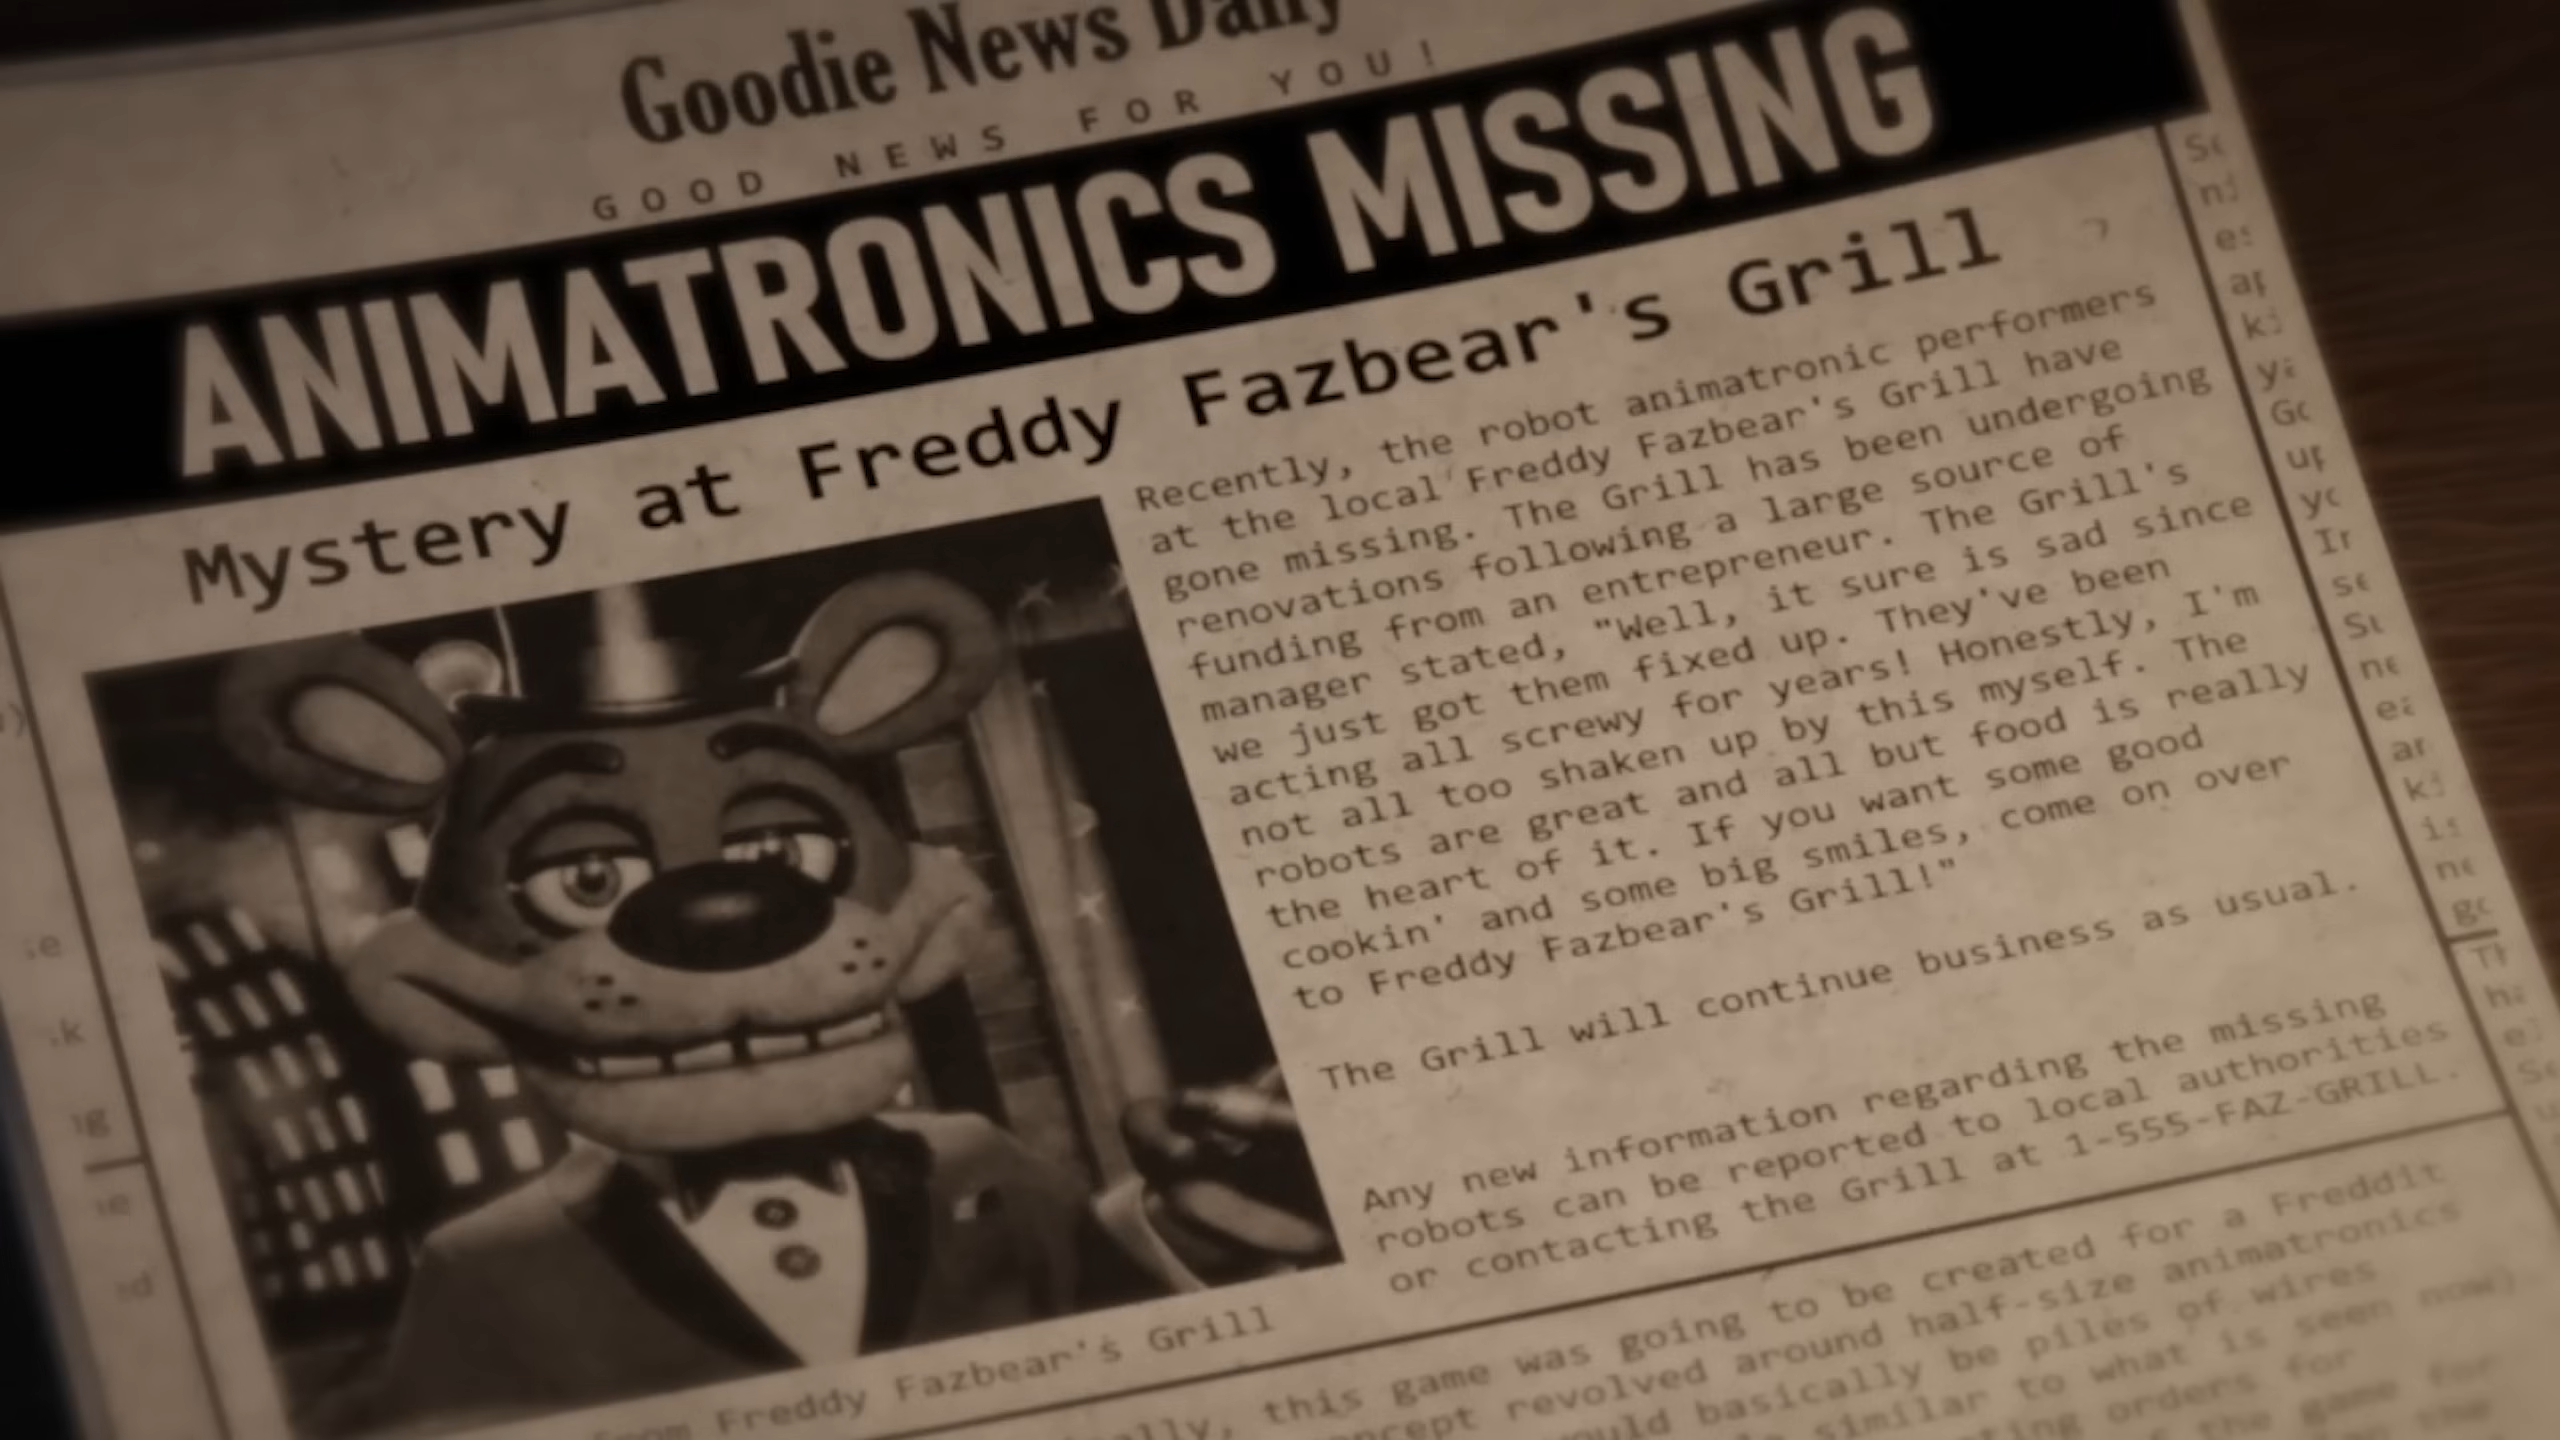 Goodie News Daily
GOOD NEWS FOR YOU!
ANIMATRONICS MISSING
Mystery at Freddy Fazbear's Grill
Recently, the robot animatronic performers
at the local Freddy Fazbear's Grill have
gone missing. The Grill has been undergoing
renovations following a large source of
funding from an entrepreneur. The Grill's
manager stated, "Well, it sure is sad since
we just got them fixed up. They've been
acting all screwy for years! Honestly, I'm
not all too shaken up by this myself. The
robots are great and all but food is really
the heart of it. If you want some good
cookin' and some big smiles, come on over
to Freddy Fazbear's Grill!"
The Grill will continue business as usual.
Any new information regarding the missing
robots can be reported to local authorities
or contacting the Grill at 1-555-FAZ-GRILL.
Freddy Fazbear's Grill
this game was going to be created for a Freddit
revolved around half-size animatronics
basically be piles of wires
similar to what is seen now)
orders for
the game for